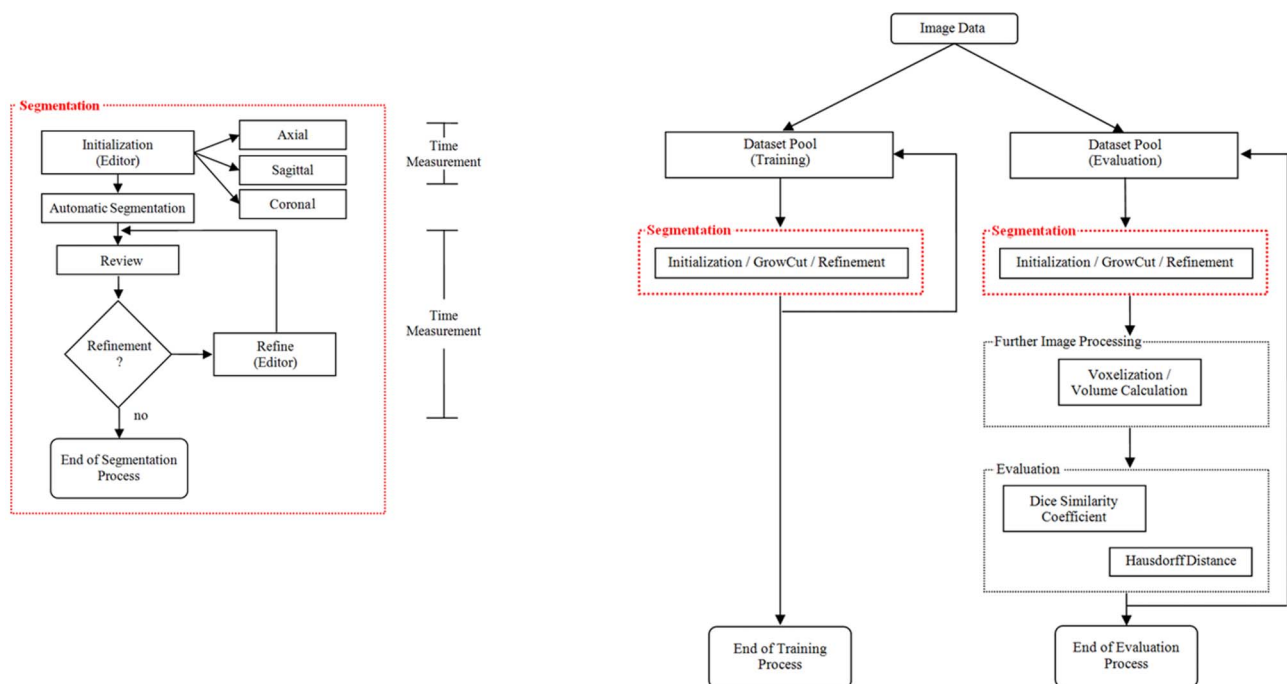 Segmentation
Initialization
(Editor)
Axial
Sagittal
Coronal
Automatic Segmentation
Review
Refinement
?
Refine
(Editor)
no
End of Segmentation
Process
Time
Measurement
Time
Measurement
Image Data
Dataset Pool
(Training)
Segmentation
Initialization / GrowCut / Refinement
End of Training
Process
Dataset Pool
(Evaluation)
Segmentation
Initialization / GrowCut / Refinement
Further Image Processing
Voxelization /
Volume Calculation
Evaluation
Dice Similarity
Coefficient
Hausdorff Distance
End of Evaluation
Process